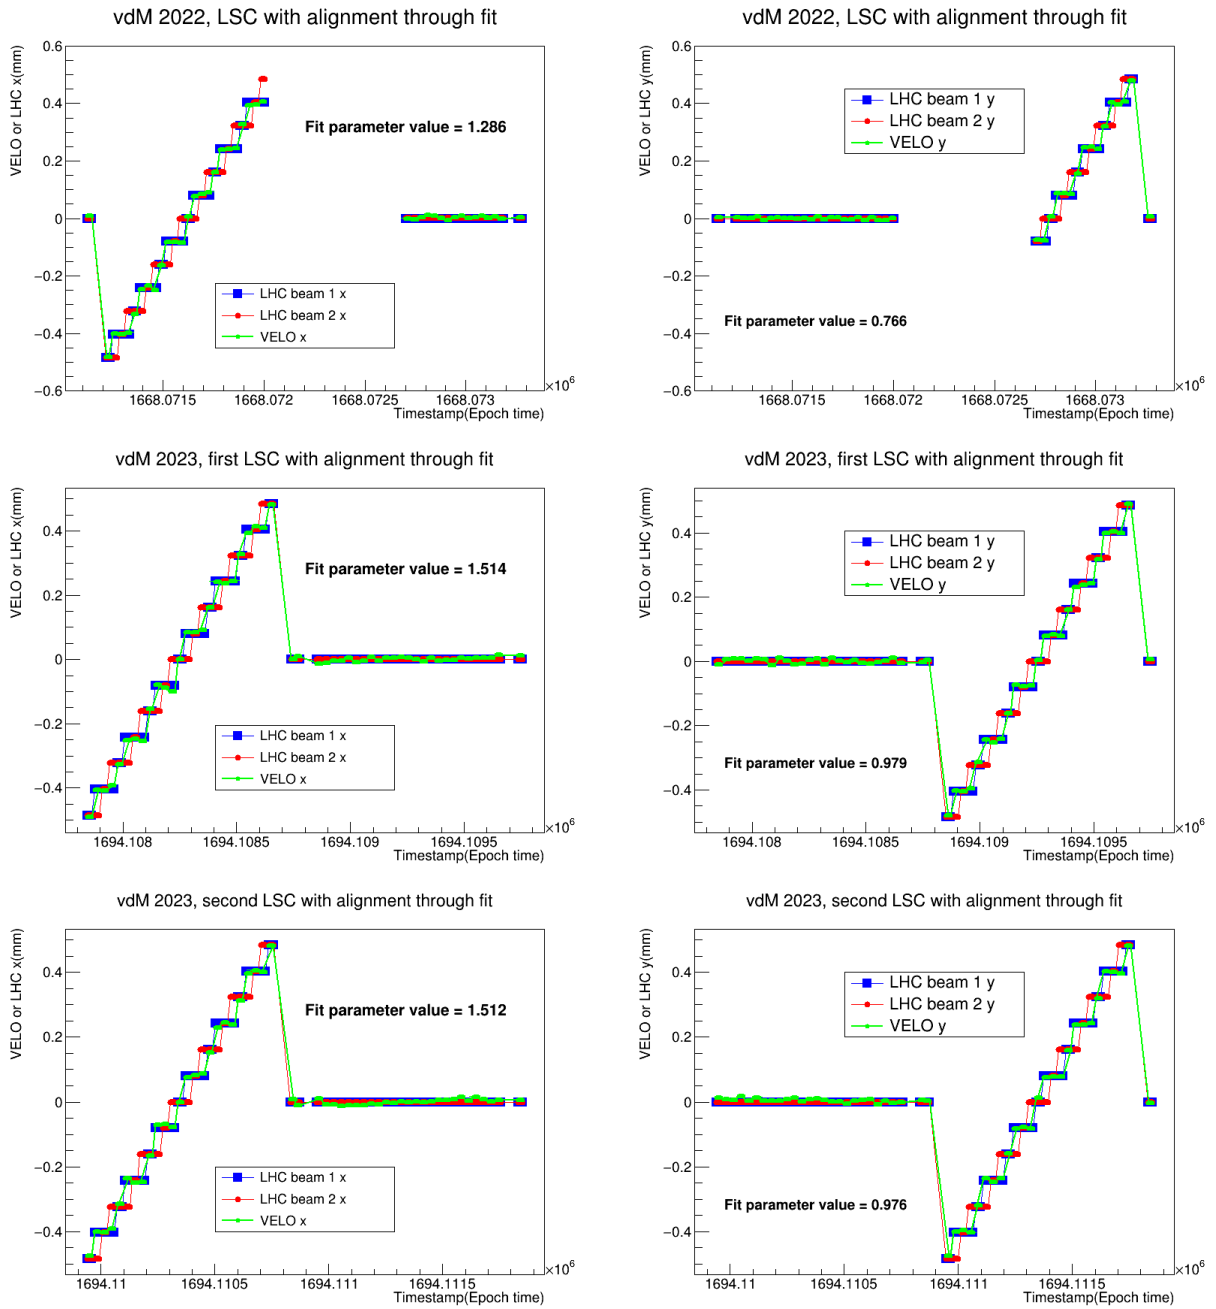 vdM 2022, LSC with alignment through fit
VELO or LHC x(mm)
0.6
0.4
0.2
0
−0.2
−0.4
−0.6
Fit parameter value = 1.286
LHC beam 1 x
LHC beam 2 x
VELO x
1668.0715
1668.072
1668.0725
1668.073
×10⁶
Timestamp(Epoch time)
vdM 2022, LSC with alignment through fit
VELO or LHC y(mm)
0.6
0.4
0.2
0
−0.2
−0.4
−0.6
LHC beam 1 y
LHC beam 2 y
VELO y
Fit parameter value = 0.766
1668.0715
1668.072
1668.0725
1668.073
×10⁶
Timestamp(Epoch time)
vdM 2023, first LSC with alignment through fit
VELO or LHC x(mm)
0.4
0.2
0
−0.2
−0.4
Fit parameter value = 1.514
LHC beam 1 x
LHC beam 2 x
VELO x
1694.108
1694.1085
1694.109
1694.1095
×10⁶
Timestamp(Epoch time)
vdM 2023, first LSC with alignment through fit
VELO or LHC y(mm)
0.4
0.2
0
−0.2
−0.4
LHC beam 1 y
LHC beam 2 y
VELO y
Fit parameter value = 0.979
1694.108
1694.1085
1694.109
1694.1095
×10⁶
Timestamp(Epoch time)
vdM 2023, second LSC with alignment through fit
VELO or LHC x(mm)
0.4
0.2
0
−0.2
−0.4
Fit parameter value = 1.512
LHC beam 1 x
LHC beam 2 x
VELO x
1694.11
1694.1105
1694.111
1694.1115
×10⁶
Timestamp(Epoch time)
vdM 2023, second LSC with alignment through fit
VELO or LHC y(mm)
0.4
0.2
0
−0.2
−0.4
LHC beam 1 y
LHC beam 2 y
VELO y
Fit parameter value = 0.976
1694.11
1694.1105
1694.111
1694.1115
×10⁶
Timestamp(Epoch time)